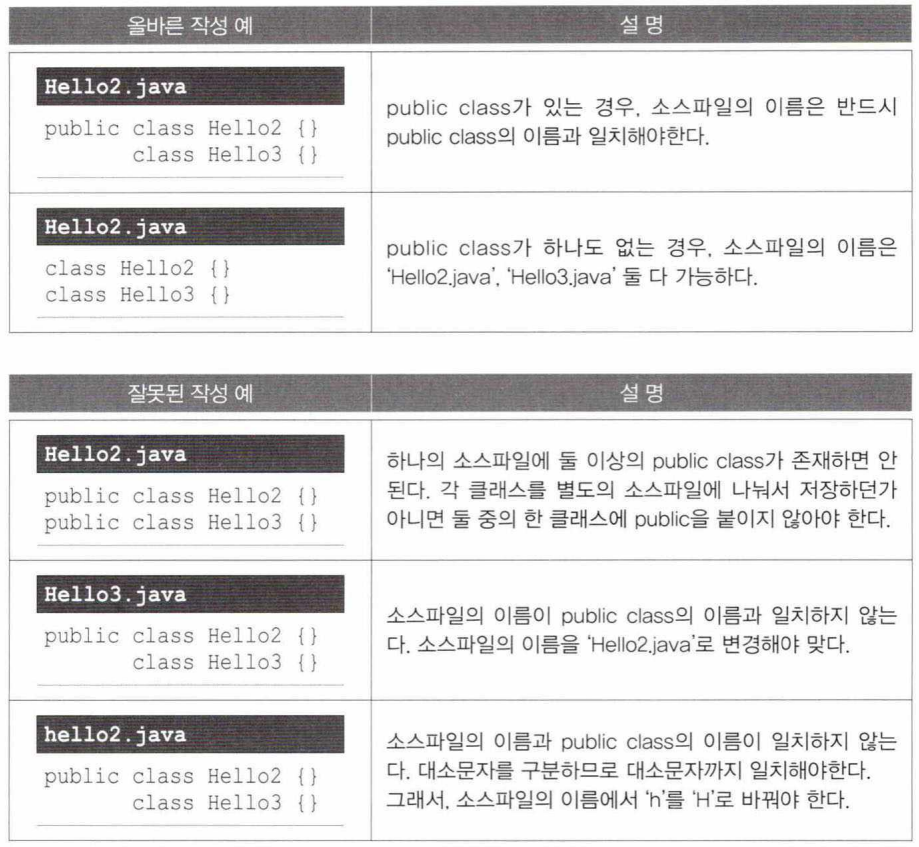 올바른 작성 예
설 명
Hello2.java
public class Hello2 {}
class Hello3 {}
public class가 있는 경우, 소스파일의 이름은 반드시
public class의 이름과 일치해야한다.
Hello2.java
class Hello2 {}
class Hello3 {}
public class가 하나도 없는 경우, 소스파일의 이름은
‘Hello2.java’, ‘Hello3.java’ 둘 다 가능하다.
잘못된 작성 예
설 명
Hello2.java
public class Hello2 {}
public class Hello3 {}
하나의 소스파일에 둘 이상의 public class가 존재하면 안
된다. 각 클래스를 별도의 소스파일에 나눠서 저장하던가
아니면 둘 중의 한 클래스에 public을 붙이지 않아야 한다.
Hello3.java
public class Hello2 {}
class Hello3 {}
소스파일의 이름이 public class의 이름과 일치하지 않는
다. 소스파일의 이름을 ‘Hello2.java’로 변경해야 맞다.
hello2.java
public class Hello2 {}
class Hello3 {}
소스파일의 이름과 public class의 이름이 일치하지 않는
다. 대소문자를 구분하므로 대소문자까지 일치해야한다.
그래서, 소스파일의 이름에서 ‘h’를 ‘H’로 바꿔야 한다.